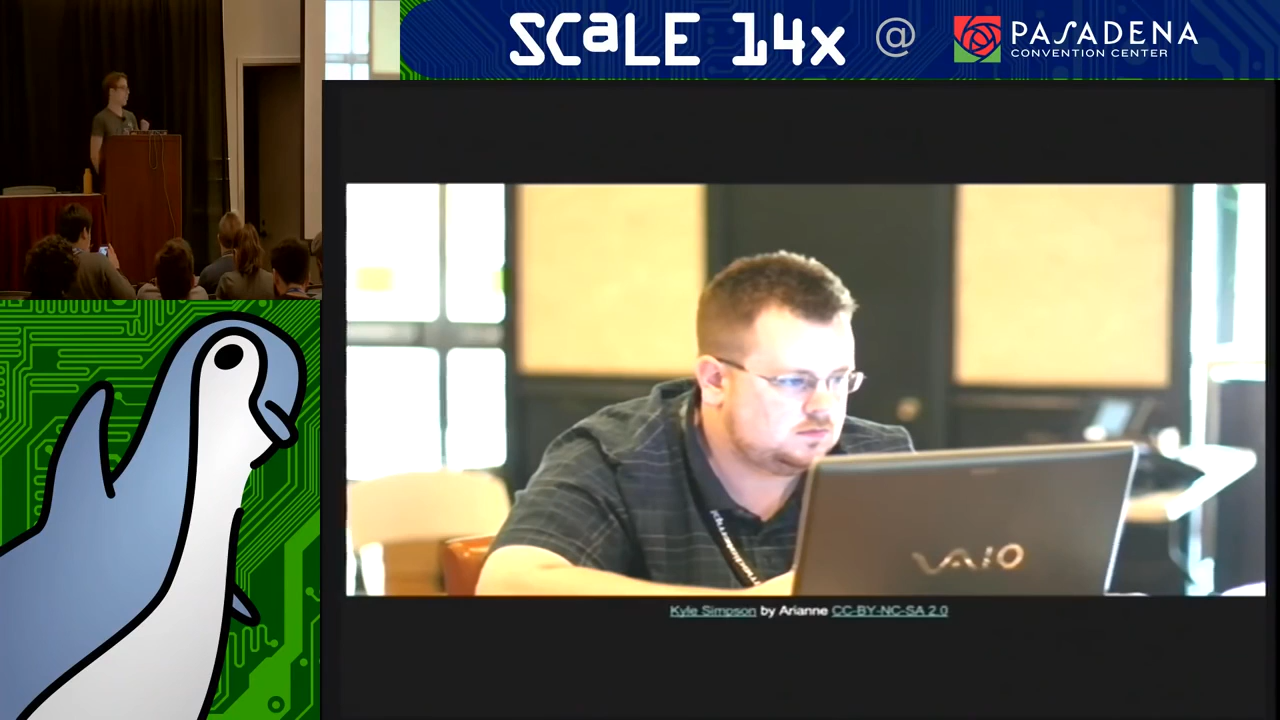 SCaLE 14x @ PASADENA
CONVENTION CENTER
VAIO
Kyle Simpson by Arianne CC-BY-NC-SA 2.0